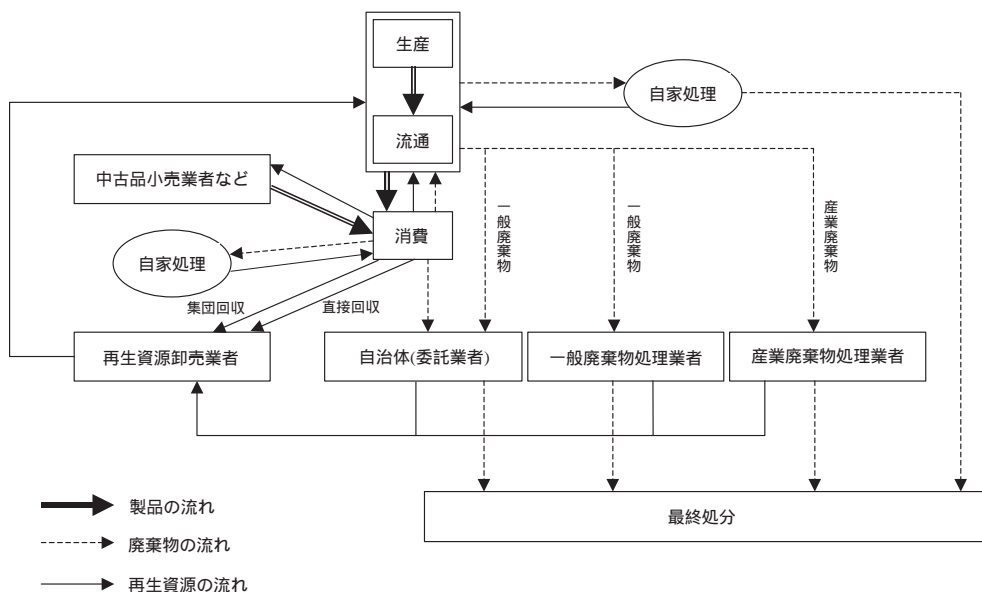 生産
自家処理
流通
中古品小売業者など
消費
一般廃棄物
一般廃棄物
産業廃棄物
自家処理
集団回収
直接回収
再生資源卸売業者
自治体(委託業者)
一般廃棄物処理業者
産業廃棄物処理業者
製品の流れ
最終処分
廃棄物の流れ
再生資源の流れ